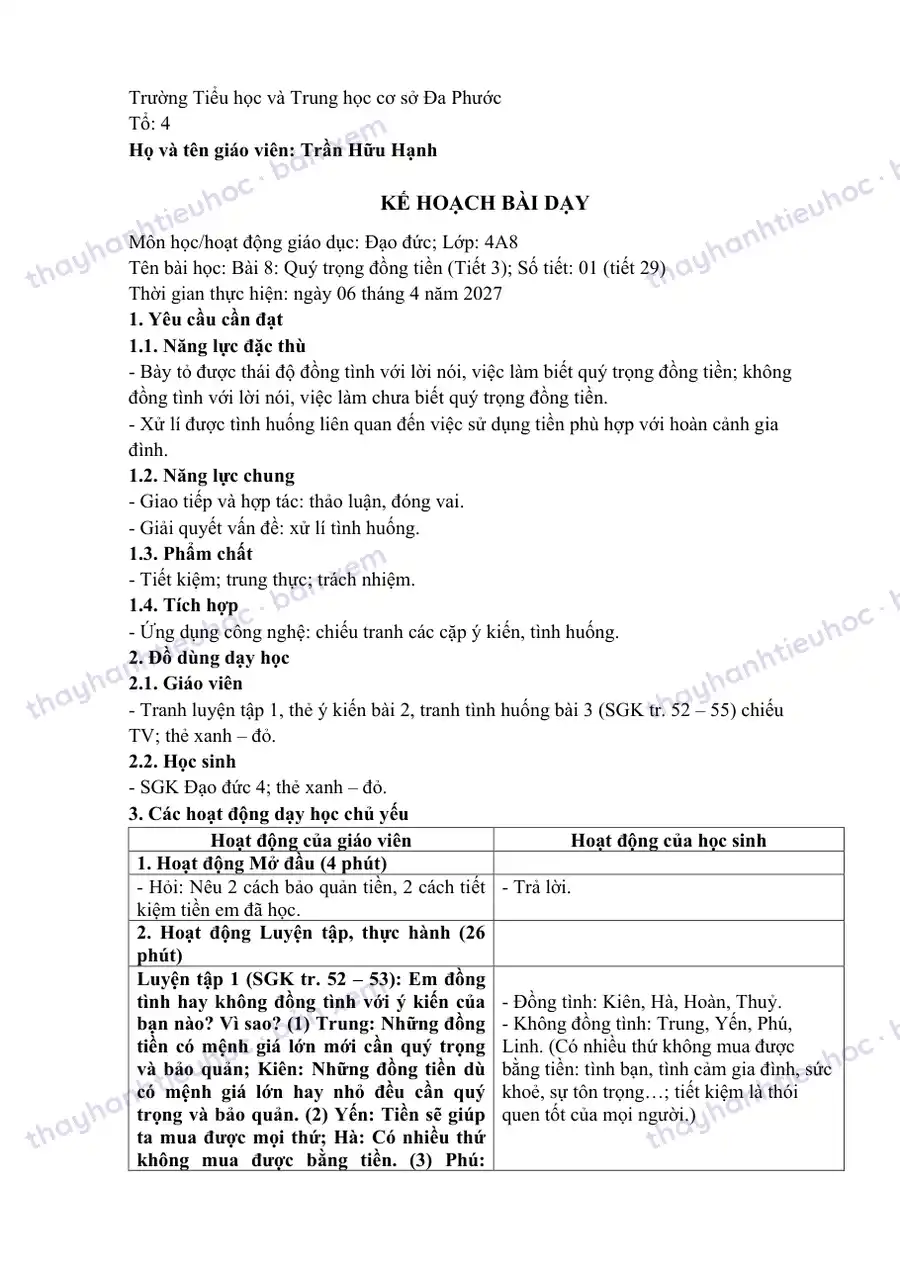 Trường Tiểu học và Trung học cơ sở Đa Phước
Tổ: 4
Họ và tên giáo viên: Trần Hữu Hạnh
KẾ HOẠCH BÀI DẠY
Môn học/hoạt động giáo dục: Đạo đức; Lớp: 4A8
Tên bài học: Bài 8: Quý trọng đồng tiền (Tiết 3); Số tiết: 01 (tiết 29)
Thời gian thực hiện: ngày 06 tháng 4 năm 2027
1. Yêu cầu cần đạt
1.1. Năng lực đặc thù
- Bày tỏ được thái độ đồng tình với lời nói, việc làm biết quý trọng đồng tiền; không
đồng tình với lời nói, việc làm chưa biết quý trọng đồng tiền.
- Xử lí được tình huống liên quan đến việc sử dụng tiền phù hợp với hoàn cảnh gia
đình.
1.2. Năng lực chung
- Giao tiếp và hợp tác: thảo luận, đóng vai.
- Giải quyết vấn đề: xử lí tình huống.
1.3. Phẩm chất
- Tiết kiệm; trung thực; trách nhiệm.
1.4. Tích hợp
- Ứng dụng công nghệ: chiếu tranh các cặp ý kiến, tình huống.
2. Đồ dùng dạy học
2.1. Giáo viên
- Tranh luyện tập 1, thẻ ý kiến bài 2, tranh tình huống bài 3 (SGK tr. 52 – 55) chiếu
TV; thẻ xanh – đỏ.
2.2. Học sinh
- SGK Đạo đức 4; thẻ xanh – đỏ.
3. Các hoạt động dạy học chủ yếu
Hoạt động của giáo viên
Hoạt động của học sinh
1. Hoạt động Mở đầu (4 phút)
- Hỏi: Nêu 2 cách bảo quản tiền, 2 cách tiết
kiệm tiền em đã học.
- Trả lời.
2. Hoạt động Luyện tập, thực hành (26
phút)
Luyện tập 1 (SGK tr. 52 – 53): Em đồng
tình hay không đồng tình với ý kiến của
bạn nào? Vì sao? (1) Trung: Những đồng
tiền có mệnh giá lớn mới cần quý trọng
và bảo quản; Kiên: Những đồng tiền dù
có mệnh giá lớn hay nhỏ đều cần quý
trọng và bảo quản. (2) Yến: Tiền sẽ giúp
ta mua được mọi thứ; Hà: Có nhiều thứ
không mua được bằng tiền. (3) Phú:
- Đồng tình: Kiên, Hà, Hoàn, Thuỷ.
- Không đồng tình: Trung, Yến, Phú,
Linh. (Có nhiều thứ không mua được
bằng tiền: tình bạn, tình cảm gia đình, sức
khoẻ, sự tôn trọng…; tiết kiệm là thói
quen tốt của mọi người.)
thayhanhtieuhoc · bản xem
thayhanhtieuhoc · b
thayhanhtieuhoc · bản xem
thayhanhtieuhoc · b
thayhanhtieuhoc · bản xem
thayhanhtieuhoc · b